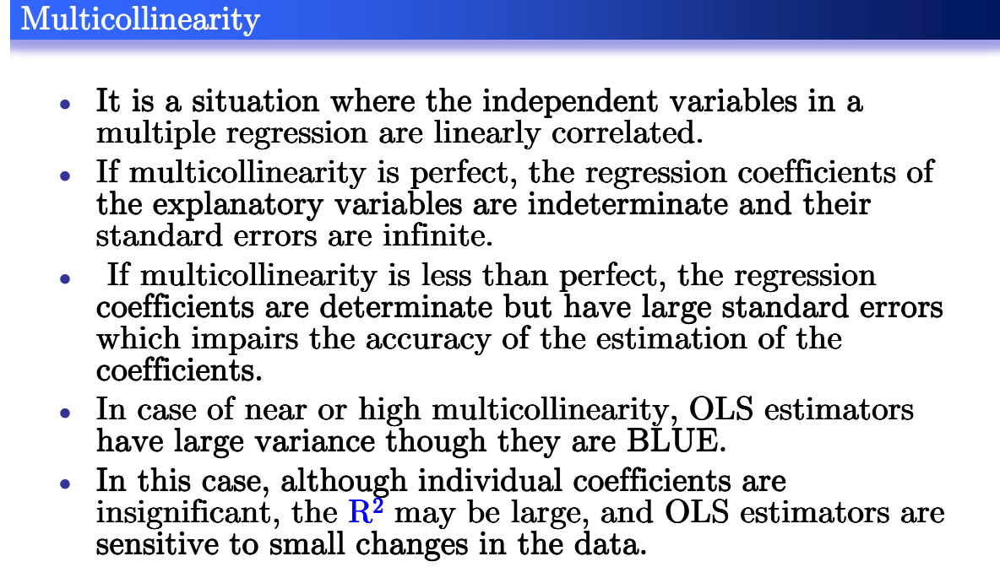 Multicollinearity
• It is a situation where the independent variables in a
multiple regression are linearly correlated.
• If multicollinearity is perfect, the regression coefficients of
the explanatory variables are indeterminate and their
standard errors are infinite.
• If multicollinearity is less than perfect, the regression
coefficients are determinate but have large standard errors
which impairs the accuracy of the estimation of the
coefficients.
• In case of near or high multicollinearity, OLS estimators
have large variance though they are BLUE.
• In this case, although individual coefficients are
insignificant, the R² may be large, and OLS estimators are
sensitive to small changes in the data.